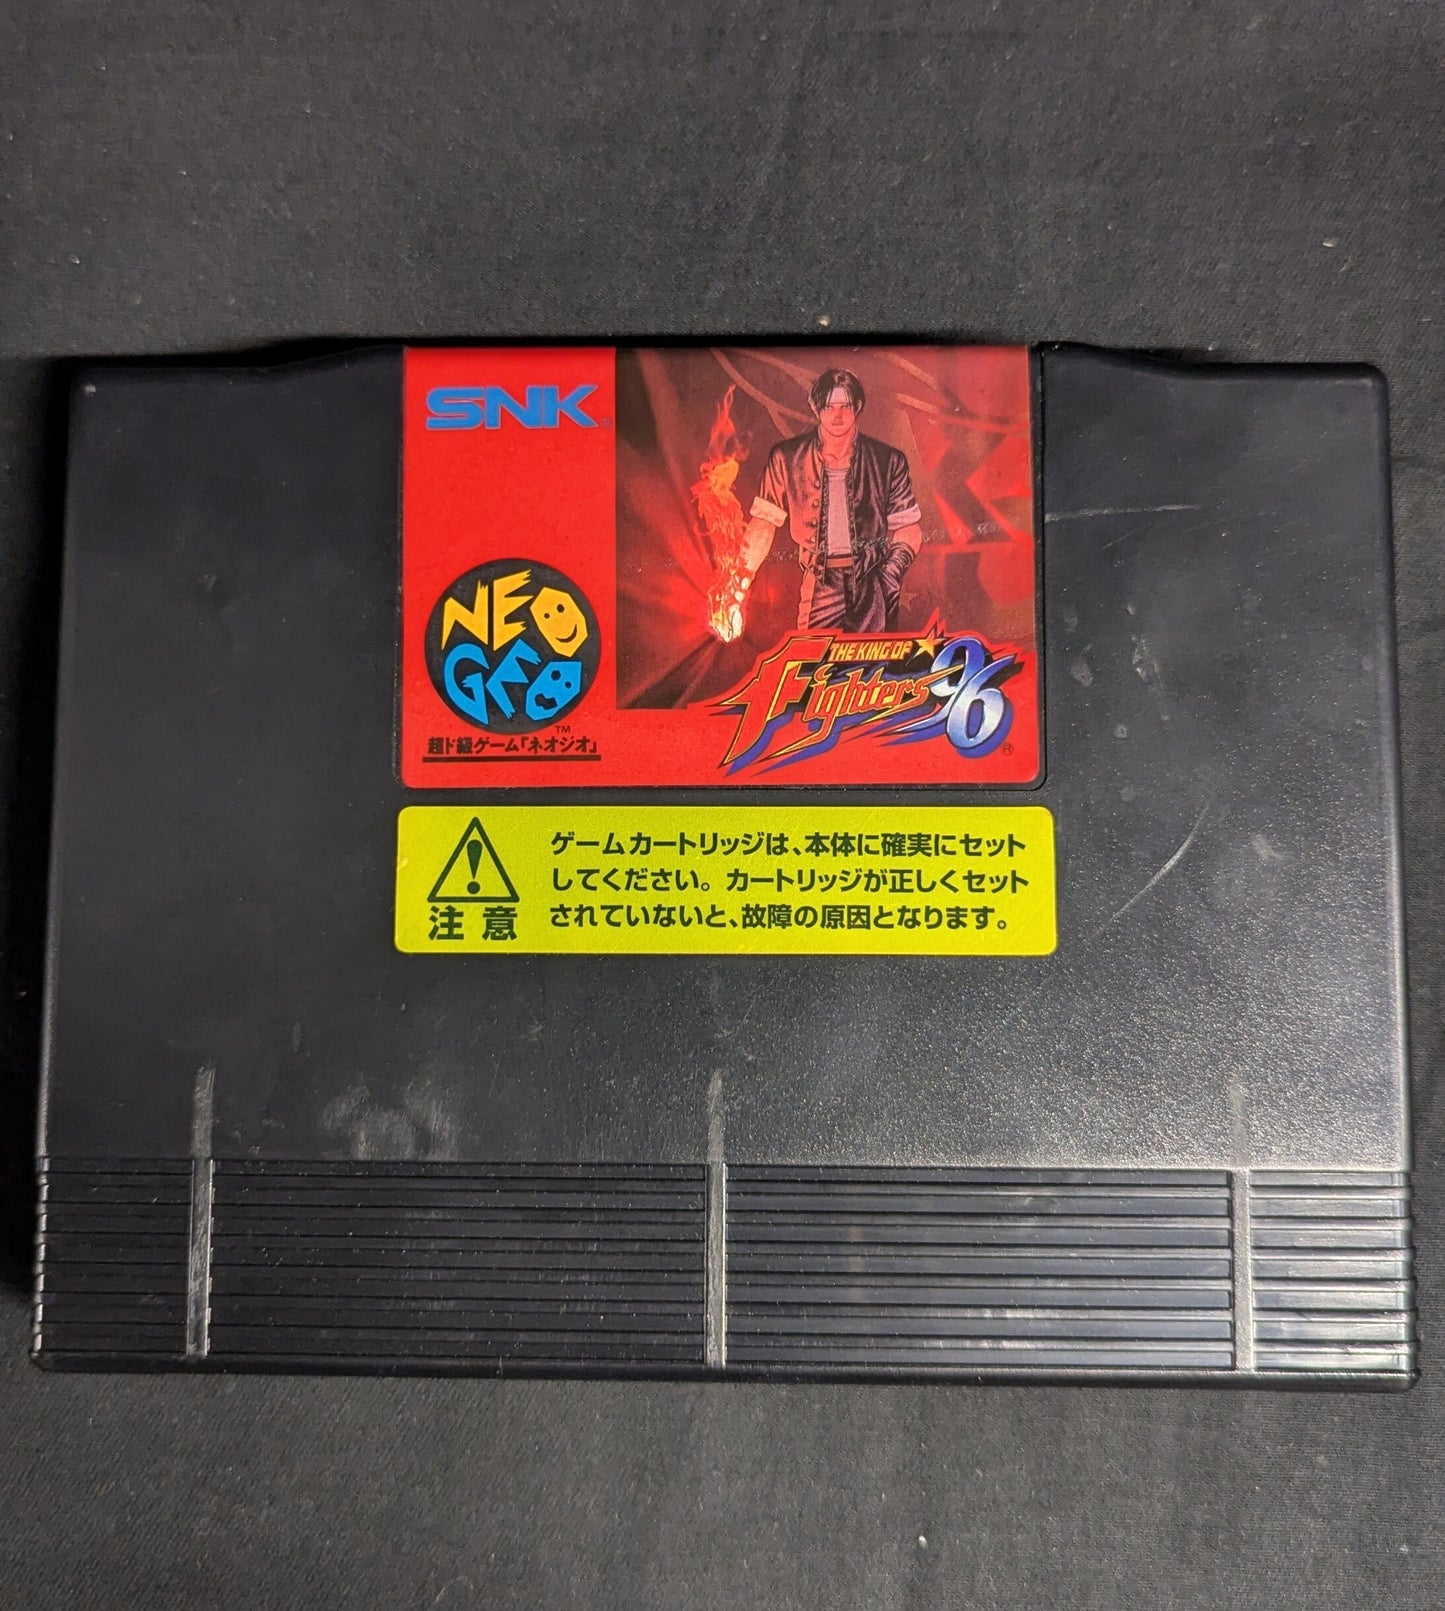 SNK®
NEO
GEO
TM
超ド級ゲーム「ネオジオ」
THE KING OF
Fighters 96
®
ゲームカートリッジは、本体に確実にセット
してください。カートリッジが正しくセット
されていないと、故障の原因となります。
注意